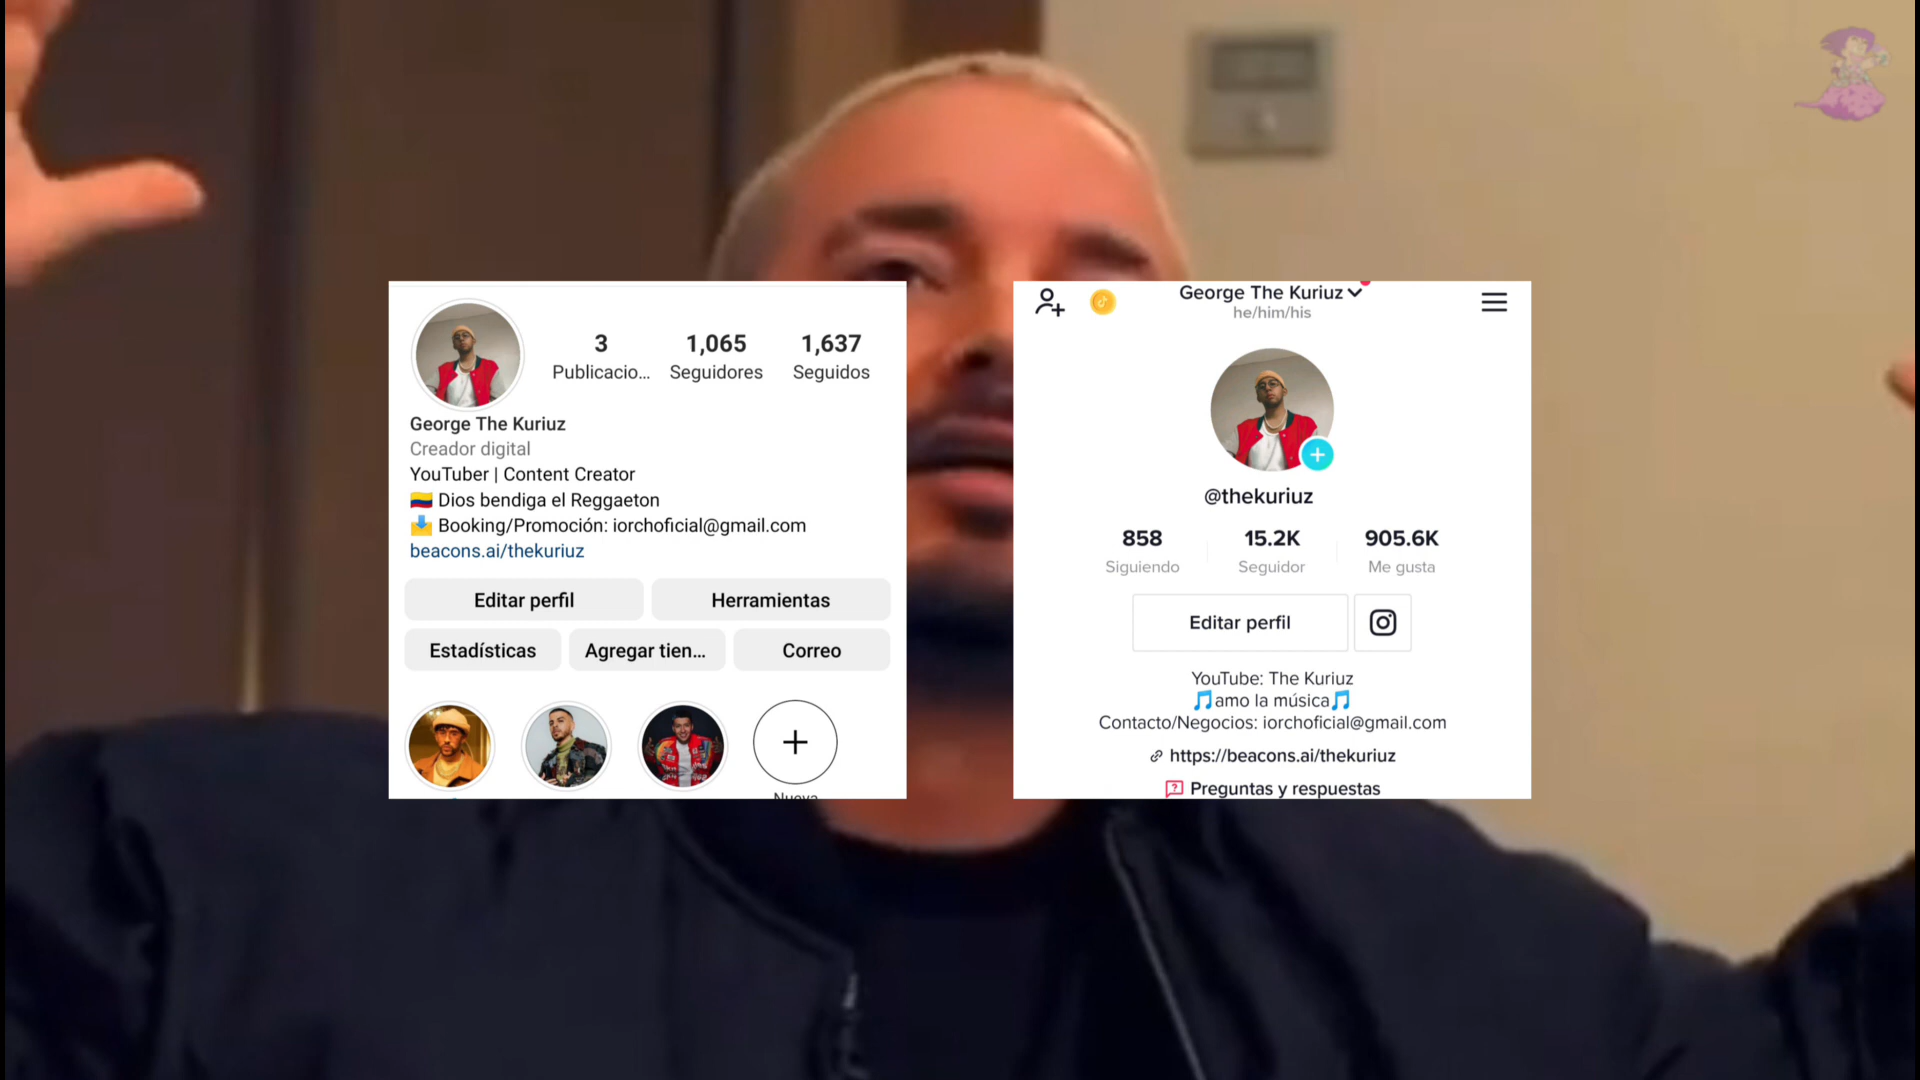 3
1,065
1,637
Publicacio...
Seguidores
Seguidos
George The Kuriuz
Creador digital
YouTuber | Content Creator
🇨🇴 Dios bendiga el Reggaeton
📩 Booking/Promoción: iorchoficial@gmail.com
beacons.ai/thekuriuz
Editar perfil
Herramientas
Estadísticas
Agregar tien...
Correo
Nueva
George The Kuriuz
he/him/his
@thekuriuz
858
15.2K
905.6K
Siguiendo
Seguidor
Me gusta
Editar perfil
YouTube: The Kuriuz
🎵amo la música🎵
Contacto/Negocios: iorchoficial@gmail.com
https://beacons.ai/thekuriuz
Preguntas y respuestas